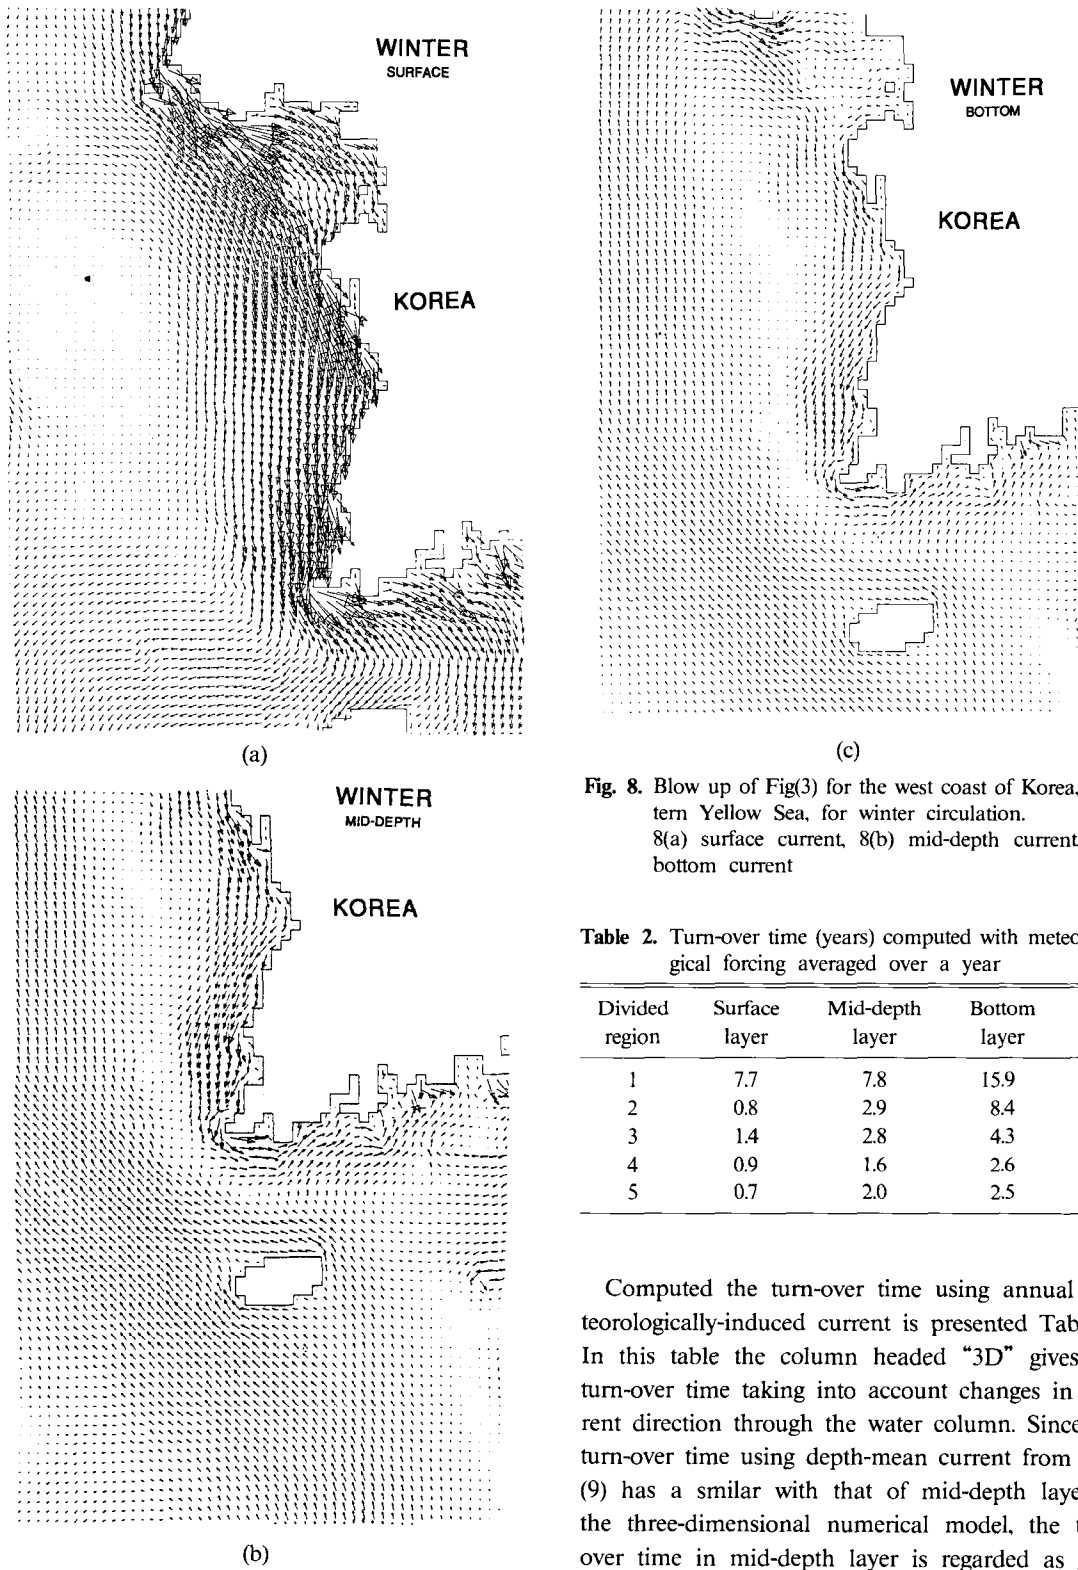 WINTER
SURFACE
KOREA
(a)
WINTER
MID-DEPTH
KOREA
(b)
WINTER
BOTTOM
KOREA
(c)
Fig. 8. Blow up of Fig(3) for the west coast of Korea,
tern Yellow Sea, for winter circulation.
8(a) surface current, 8(b) mid-depth current
bottom current
Table 2. Turn-over time (years) computed with meteo
gical forcing averaged over a year
Divided Surface Mid-depth Bottom
region layer layer layer
1 7.7 7.8 15.9
2 0.8 2.9 8.4
3 1.4 2.8 4.3
4 0.9 1.6 2.6
5 0.7 2.0 2.5
Computed the turn-over time using annual
teorologically-induced current is presented Tab
In this table the column headed “3D” gives
turn-over time taking into account changes in
rent direction through the water column. Since
turn-over time using depth-mean current from
(9) has a smilar with that of mid-depth laye
the three-dimensional numerical model, the t
over time in mid-depth layer is regarded as